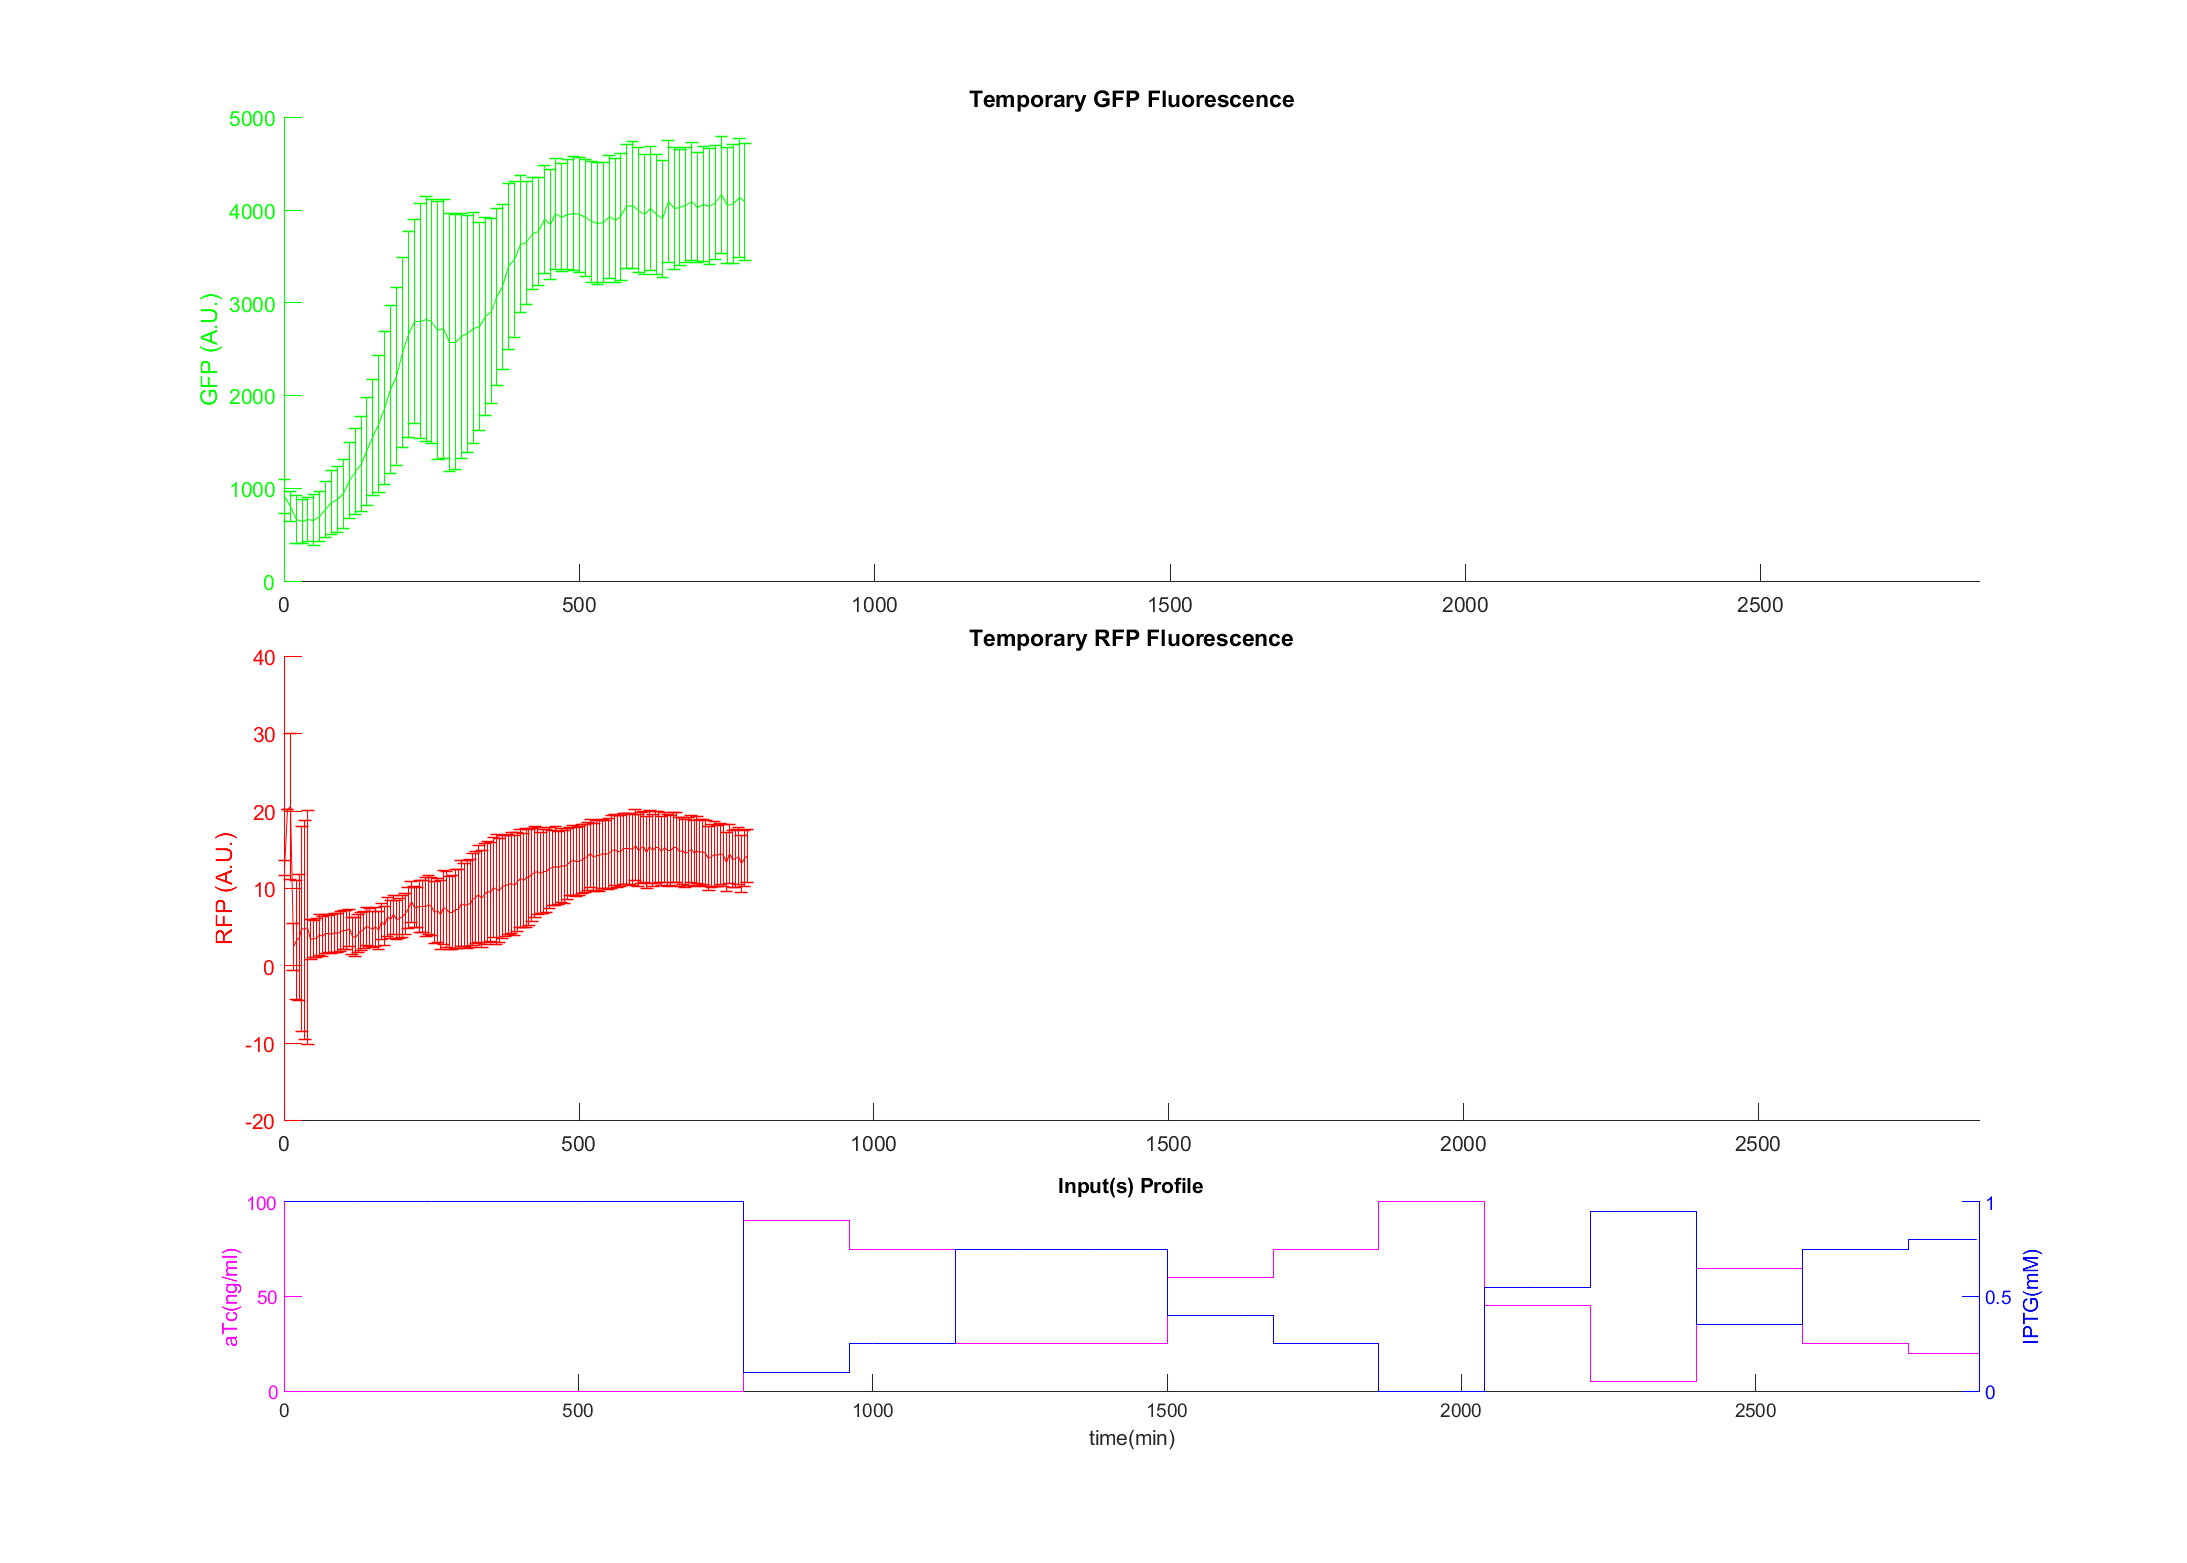 Temporary GFP Fluorescence
5000
4000
3000
2000
1000
0
GFP (A.U.)
0 500 1000 1500 2000 2500
Temporary RFP Fluorescence
40
30
20
10
0
-10
-20
RFP (A.U.)
0 500 1000 1500 2000 2500
Input(s) Profile
100
50
0
aTc(ng/ml)
1
0.5
0
IPTG(mM)
0 500 1000 1500 2000 2500
time(min)